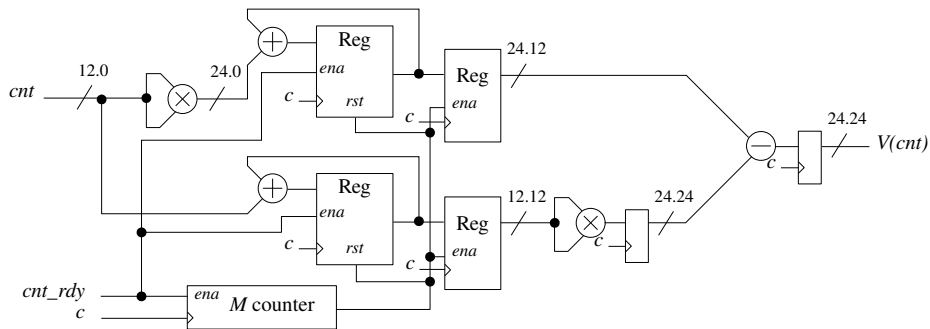 Reg
24.12
12.0
24.0
+
cnt
ena
Reg
×
c
rst
ena
c
−
24.24
V(cnt)
c
Reg
+
12.12
24.24
ena
Reg
×
c
rst
ena
c
c
cnt_rdy
ena
M counter
c